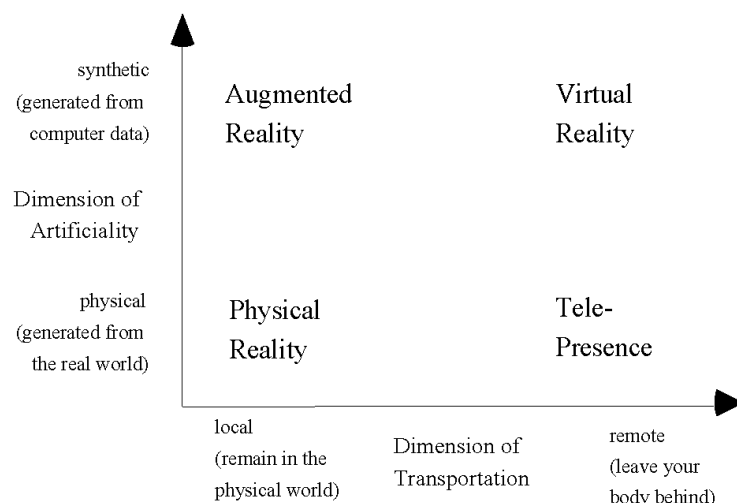 synthetic
(generated from
computer data)
Augmented
Reality
Virtual
Reality
Dimension of
Artificiality
physical
(generated from
the real world)
Physical
Reality
Tele-
Presence
local
(remain in the
physical world)
Dimension of
Transportation
remote
(leave your
body behind)